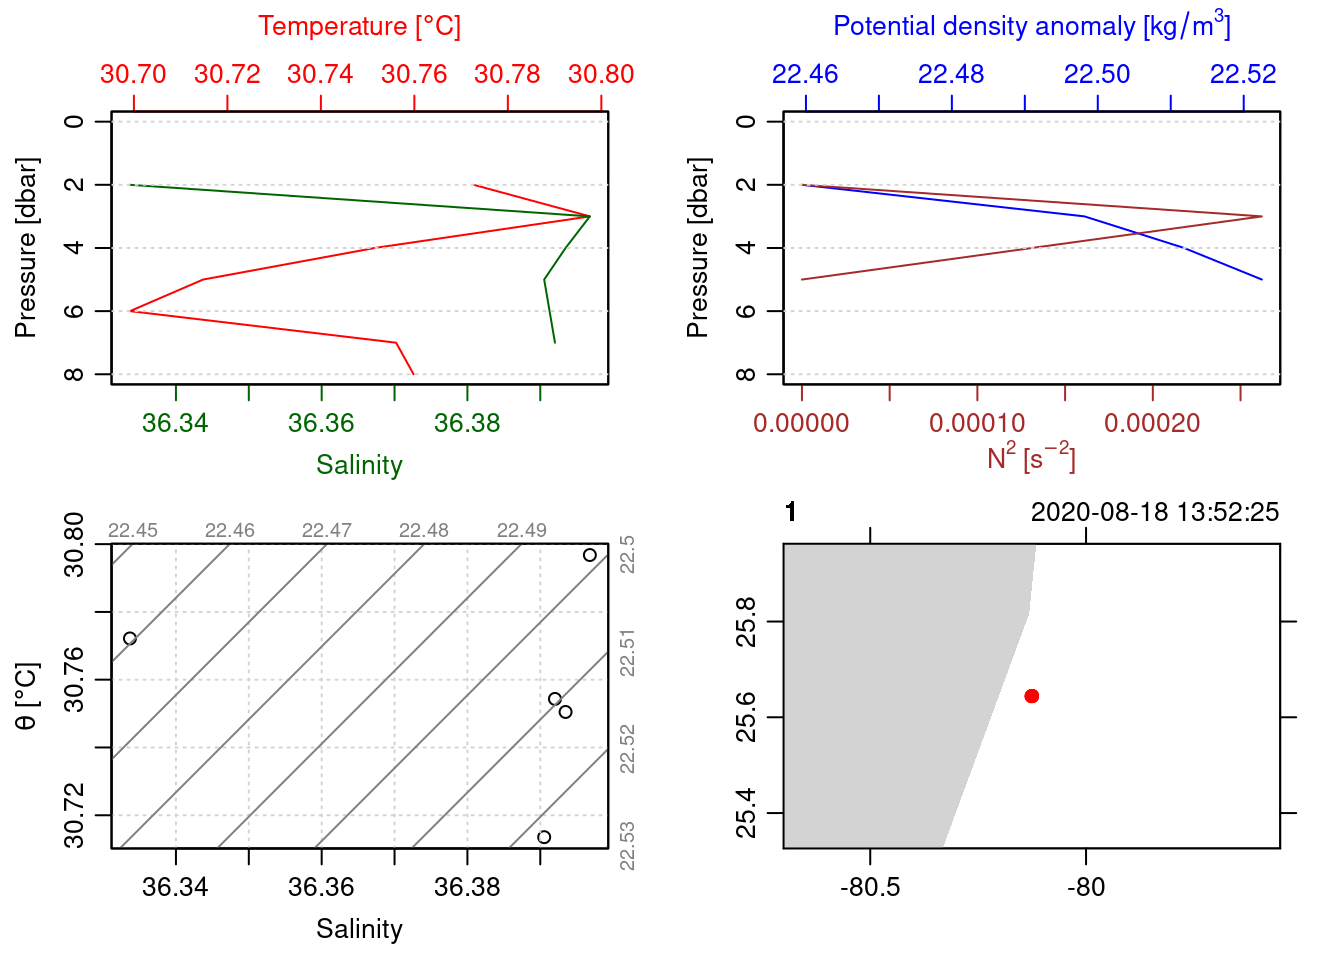 Temperature [°C]
30.70 30.72 30.74 30.76 30.78 30.80
Pressure [dbar]
0
2
4
6
8
36.34 36.36 36.38
Salinity
Potential density anomaly [kg/m³]
22.46 22.48 22.50 22.52
Pressure [dbar]
0
2
4
6
8
0.00000 0.00010 0.00020
N² [s⁻²]
22.45 22.46 22.47 22.48 22.49
22.5
22.51
22.52
22.53
θ [°C]
30.80
30.76
30.72
36.34 36.36 36.38
Salinity
1 2020-08-18 13:52:25
25.8
25.6
25.4
-80.5 -80